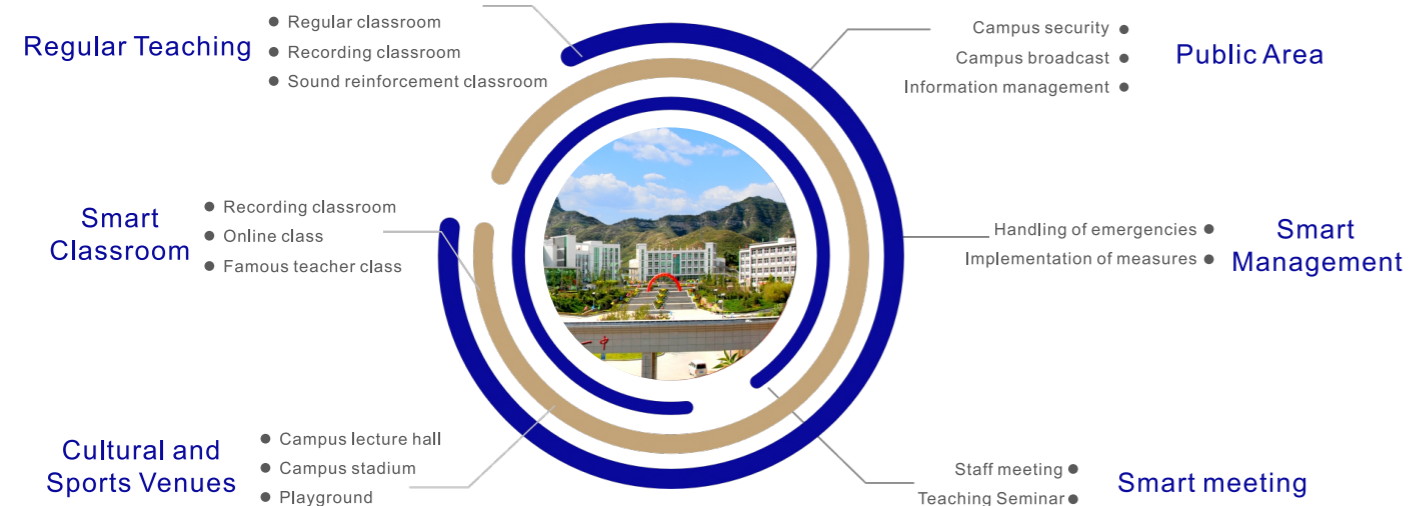 Regular Teaching
Regular classroom
Recording classroom
Sound reinforcement classroom
Campus security
Campus broadcast
Information management
Public Area
Smart
Classroom
Recording classroom
Online class
Famous teacher class
Handling of emergencies
Implementation of measures
Smart
Management
Cultural and
Sports Venues
Campus lecture hall
Campus stadium
Playground
Staff meeting
Teaching Seminar
Smart meeting